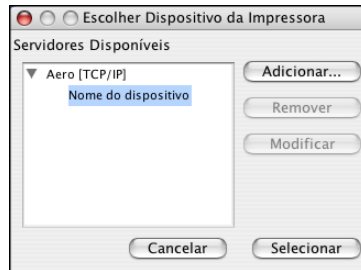 Escolher Dispositivo da Impressora
Servidores Disponíveis
Aero [TCP/IP]
Nome do dispositivo
Adicionar...
Remover
Modificar
Cancelar
Selecionar